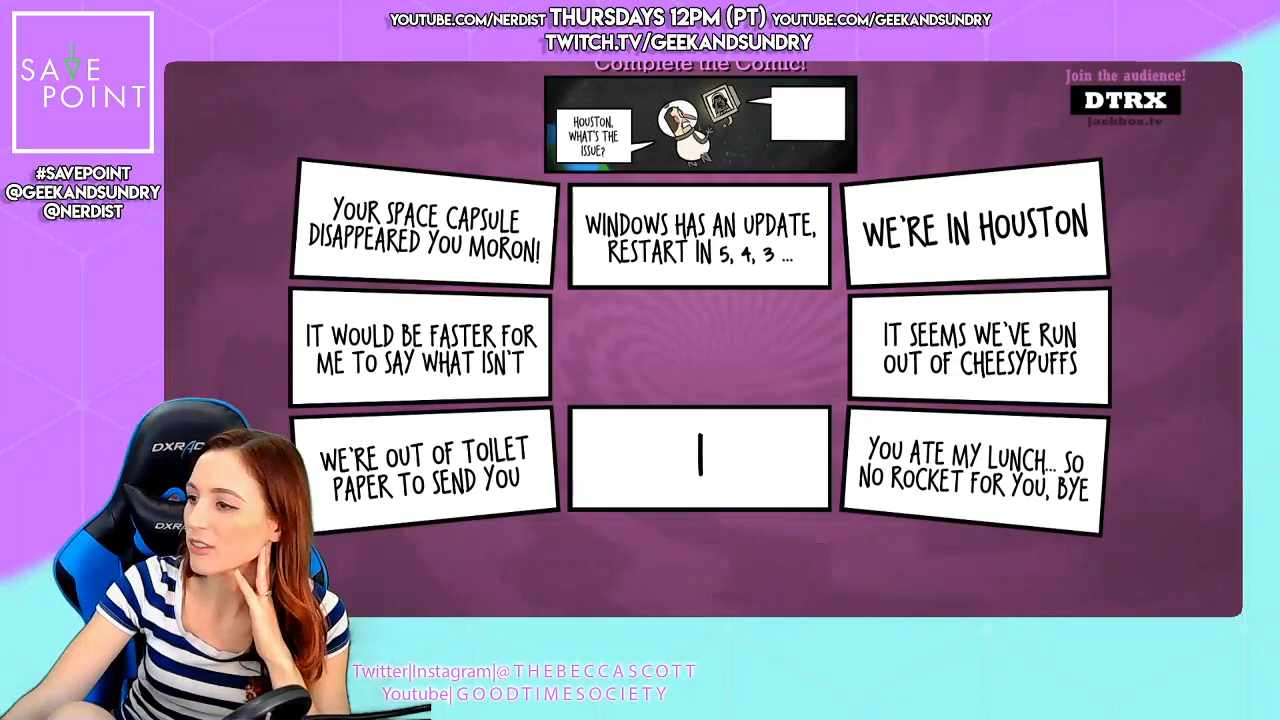 YOUTUBE.COM/NERDIST THURSDAYS 12PM (PT) YOUTUBE.COM/GEEKANDSUNDRY
TWITCH.TV/GEEKANDSUNDRY
SAVE
POINT
#SAVEPOINT
@GEEKANDSUNDRY
@NERDIST
Complete the Comic!
Join the audience!
DTRX
jackbox.tv
HOUSTON,
WHAT'S THE
ISSUE?
YOUR SPACE CAPSULE
DISAPPEARED YOU MORON!
WINDOWS HAS AN UPDATE,
RESTART IN 5, 4, 3 ...
WE'RE IN HOUSTON
IT WOULD BE FASTER FOR
ME TO SAY WHAT ISN'T
IT SEEMS WE'VE RUN
OUT OF CHEESYPUFFS
WE'RE OUT OF TOILET
PAPER TO SEND YOU
I
YOU ATE MY LUNCH... SO
NO ROCKET FOR YOU, BYE
DXRAC
DXRA
Twitter|Instagram|@THEBECCASCOTT
Youtube|GOODTIMESOCIETY